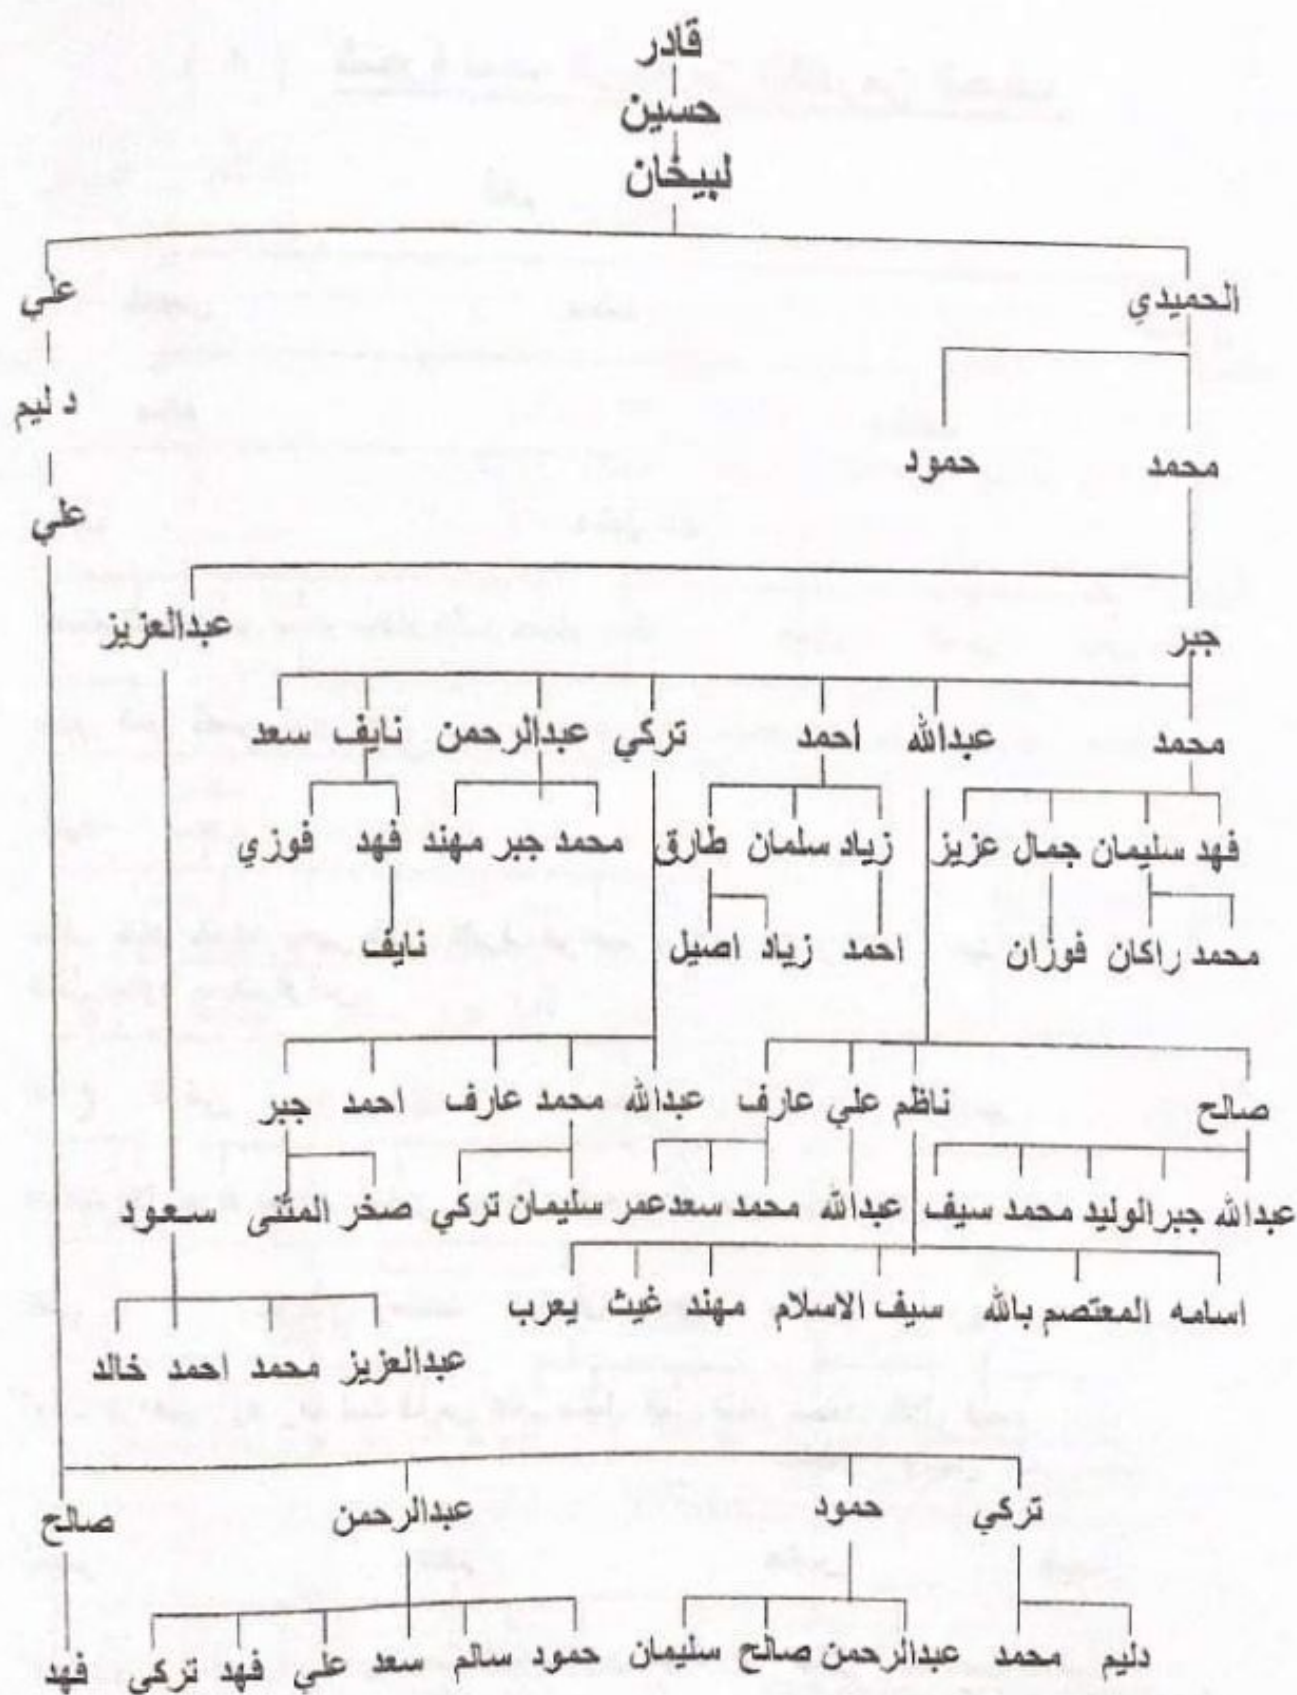 قادر
حسين
لبيخان
الحميدي علي
دليم
محمد حمود
علي
جبر عبدالعزيز
محمد عبدالله احمد تركي عبدالرحمن نايف سعد
فهد سليمان جمال عزيز زياد سلمان طارق محمد جبر مهند فهد فوزي
محمد راكان فوزان احمد زياد اصيل نايف
صالح ناظم علي عارف عبدالله محمد عارف احمد جبر
عبدالله جبر الوليد محمد سيف عبدالله محمد سعد عمر سليمان تركي صخر المثنى سعود
اسامه المعتصم بالله سيف الاسلام مهند غيث يعرب
عبدالعزيز محمد احمد خالد
تركي حمود عبدالرحمن صالح
دليم محمد عبدالرحمن صالح سليمان حمود سالم سعد علي فهد تركي فهد